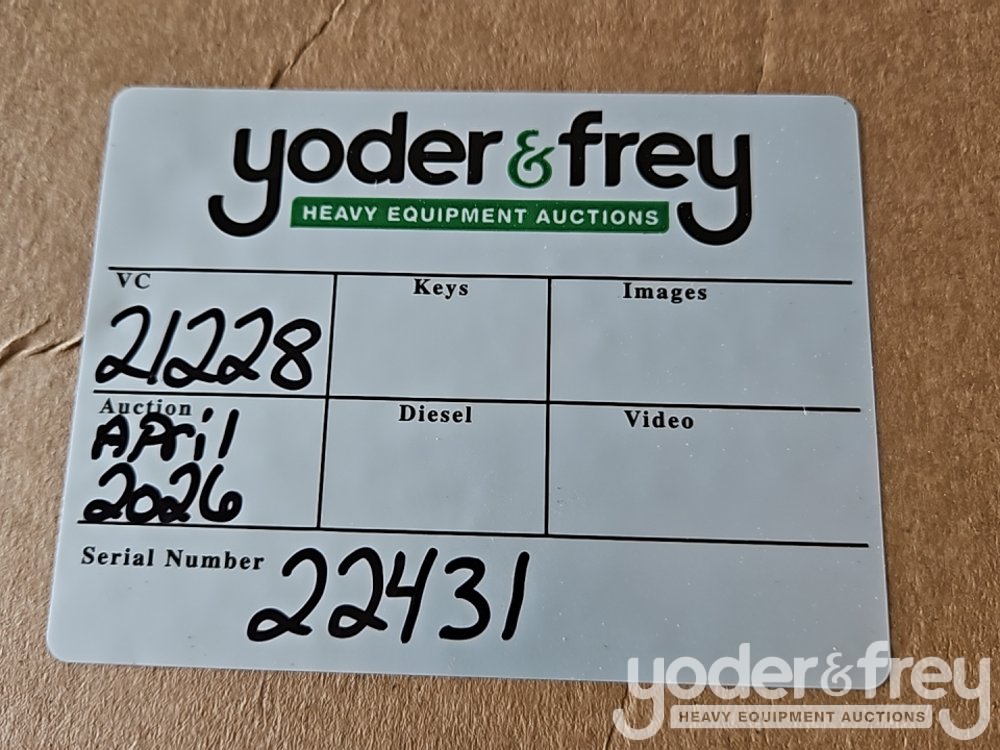 yoder & frey
HEAVY EQUIPMENT AUCTIONS
VC Keys Images
21228
Auction Diesel Video
APril
2026
Serial Number 22431
yoder & frey
HEAVY EQUIPMENT AUCTIONS